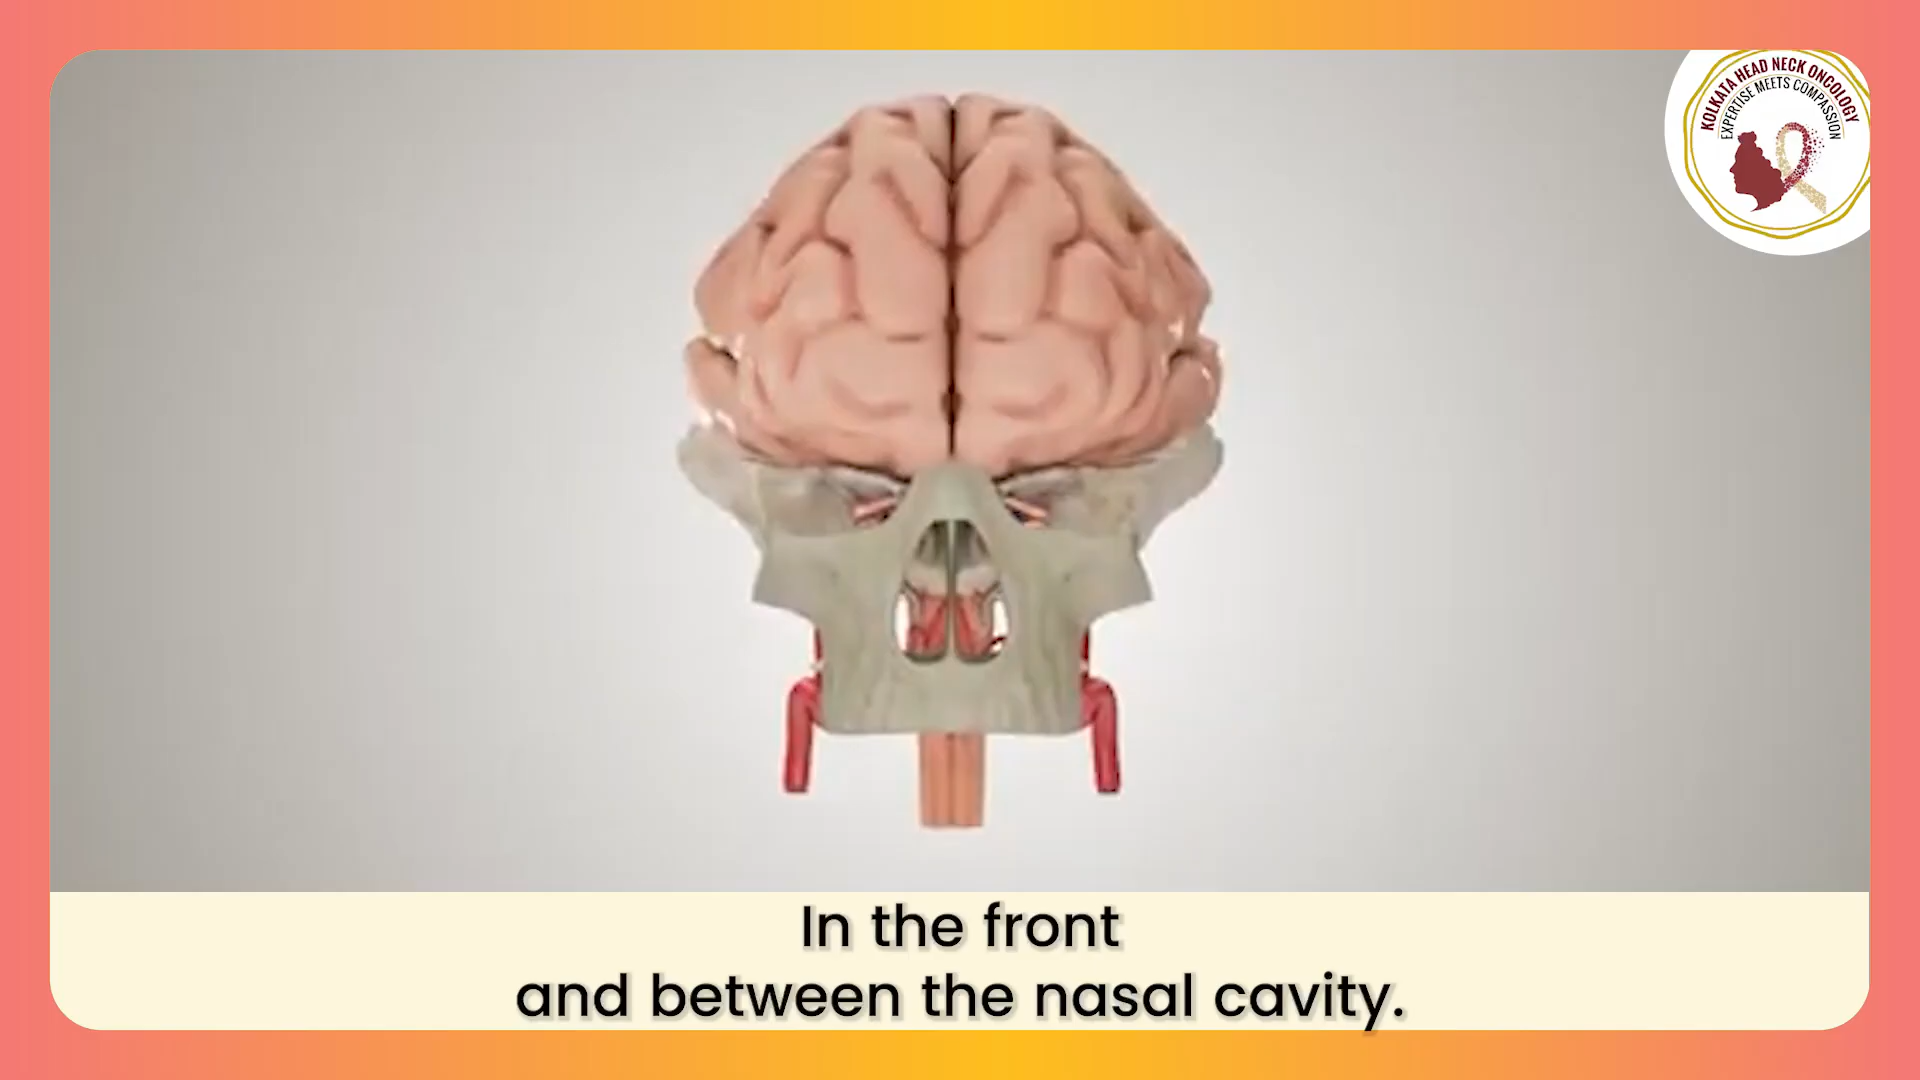 KOLKATA HEAD NECK ONCOLOGY
EXPERTISE MEETS COMPASSION
In the front
and between the nasal cavity.